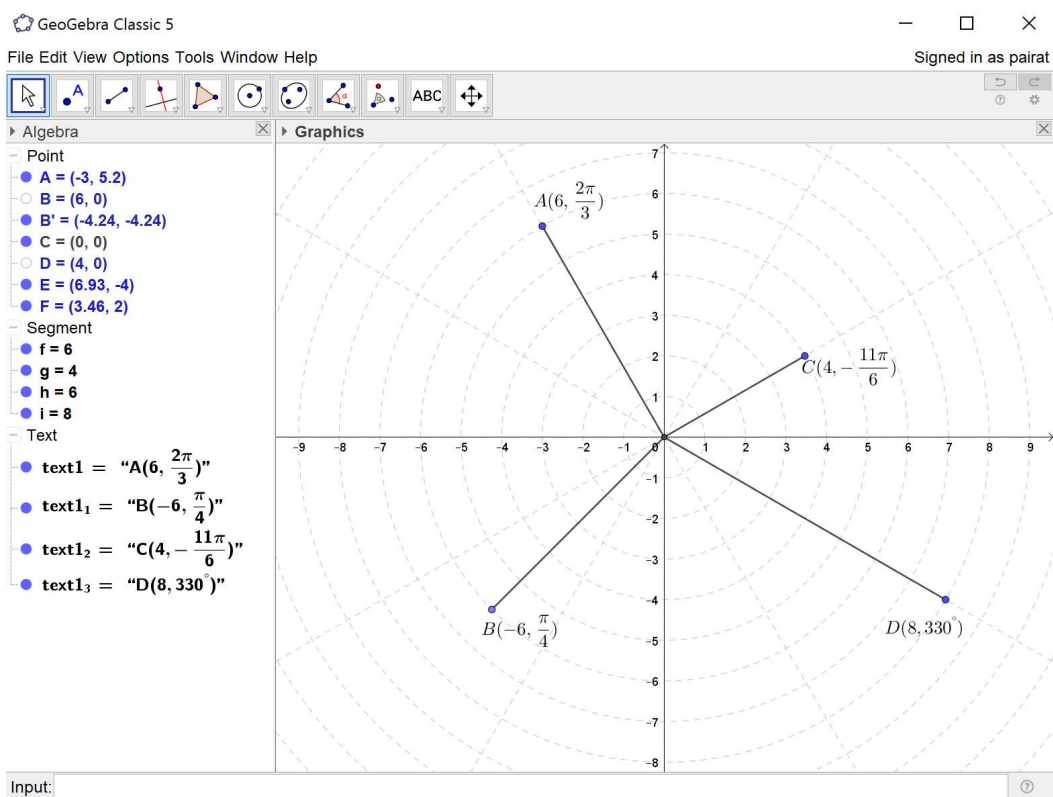 GeoGebra Classic 5
File Edit View Options Tools Window Help
Signed in as pairat
A
α
α
ABC
Algebra
Point
A = (-3, 5.2)
B = (6, 0)
B' = (-4.24, -4.24)
C = (0, 0)
D = (4, 0)
E = (6.93, -4)
F = (3.46, 2)
Segment
f = 6
g = 4
h = 6
i = 8
Text
text1 = “A(6, 2π/3)”
text1₁ = “B(−6, π/4)”
text1₂ = “C(4, − 11π/6)”
text1₃ = “D(8, 330°)”
Graphics
7
6
5
4
3
2
1
0
-1
-2
-3
-4
-5
-6
-7
-8
-9 -8 -7 -6 -5 -4 -3 -2 -1 1 2 3 4 5 6 7 8 9
A(6, 2π/3)
C(4, − 11π/6)
B(−6, π/4)
D(8, 330°)
Input: